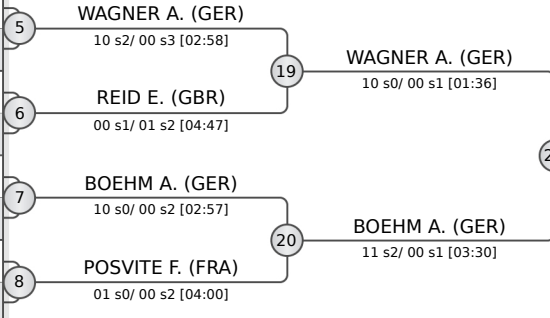 WAGNER A. (GER)
5
10 s2/ 00 s3 [02:58]
19
WAGNER A. (GER)
10 s0/ 00 s1 [01:36]
REID E. (GBR)
6
00 s1/ 01 s2 [04:47]
BOEHM A. (GER)
7
10 s0/ 00 s2 [02:57]
20
BOEHM A. (GER)
11 s2/ 00 s1 [03:30]
POSVITE F. (FRA)
8
01 s0/ 00 s2 [04:00]